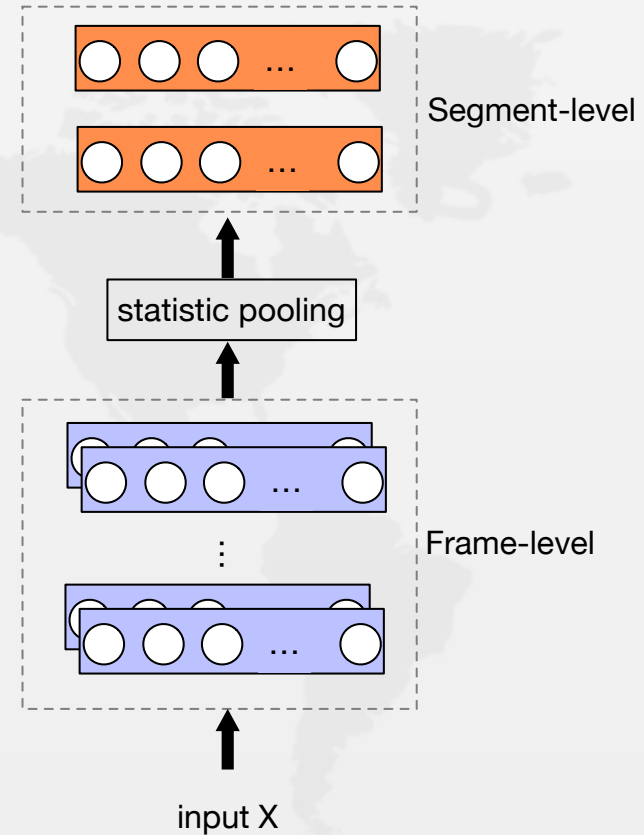 ...
Segment-level
...
statistic pooling
...
⋮
Frame-level
...
input X